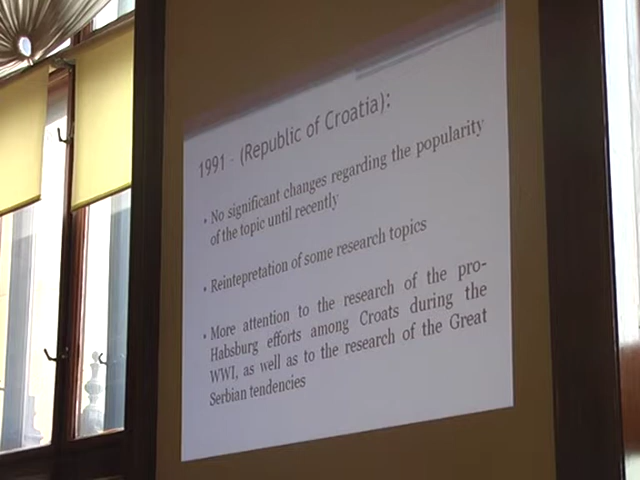 1991 - (Republic of Croatia):
• No significant changes regarding the popularity
of the topic until recently
• Reintepretation of some research topics
• More attention to the research of the pro-
Habsburg efforts among Croats during the
WWI, as well as to the research of the Great
Serbian tendencies